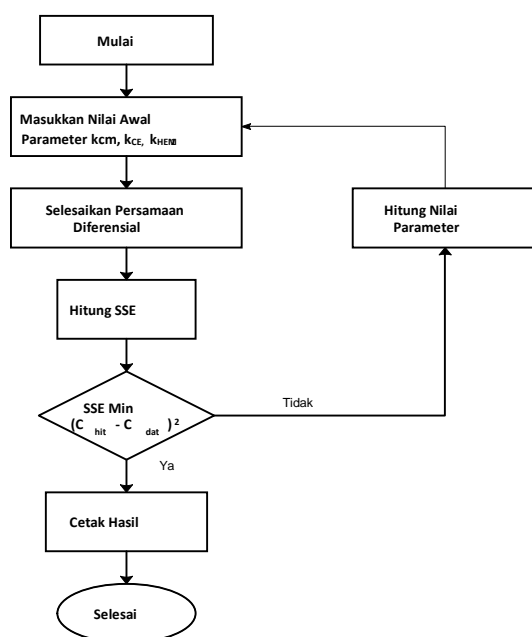 Mulai
Masukkan Nilai Awal
Parameter kcm, kCE,
Selesaikan Persamaan
Diferensial
Hitung Nilai
Parameter
Hitung SSE
SSE Min
(C hit - C dat )²
Tidak
Ya
Cetak Hasil
Selesai